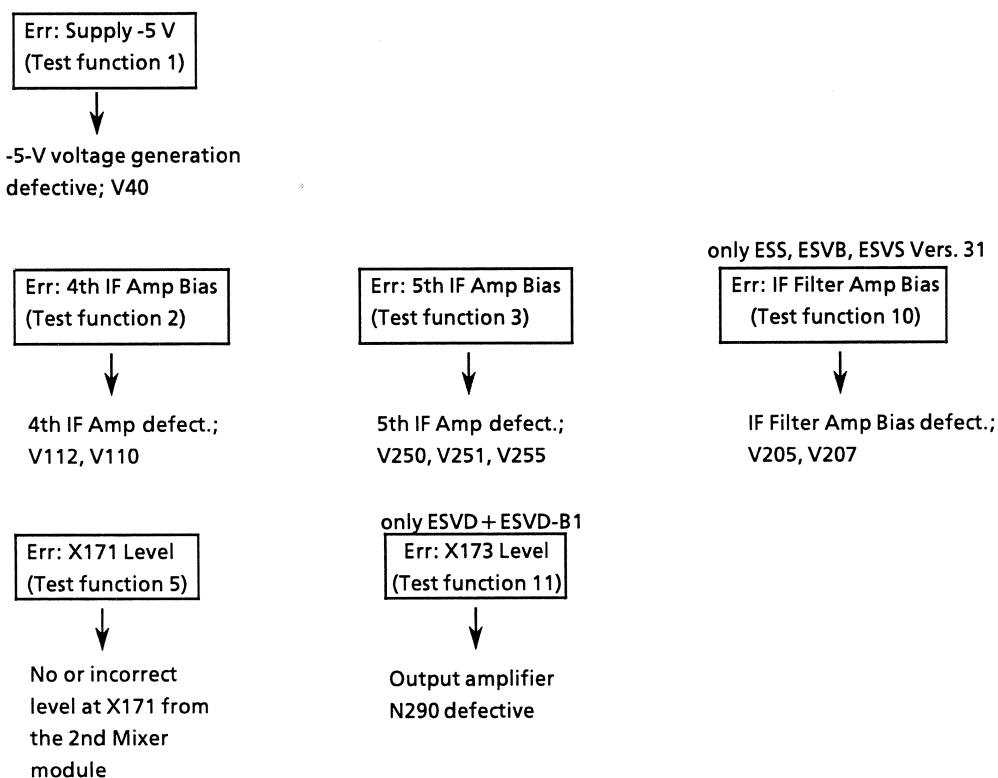 Err: Supply -5 V
(Test function 1)
-5-V voltage generation
defective; V40
Err: 4th IF Amp Bias
(Test function 2)
4th IF Amp defect.;
V112, V110
Err: 5th IF Amp Bias
(Test function 3)
5th IF Amp defect.;
V250, V251, V255
only ESS, ESVB, ESVS Vers. 31
Err: IF Filter Amp Bias
(Test function 10)
IF Filter Amp Bias defect.;
V205, V207
Err: X171 Level
(Test function 5)
No or incorrect
level at X171 from
the 2nd Mixer
module
only ESVD + ESVD-B1
Err: X173 Level
(Test function 11)
Output amplifier
N290 defective